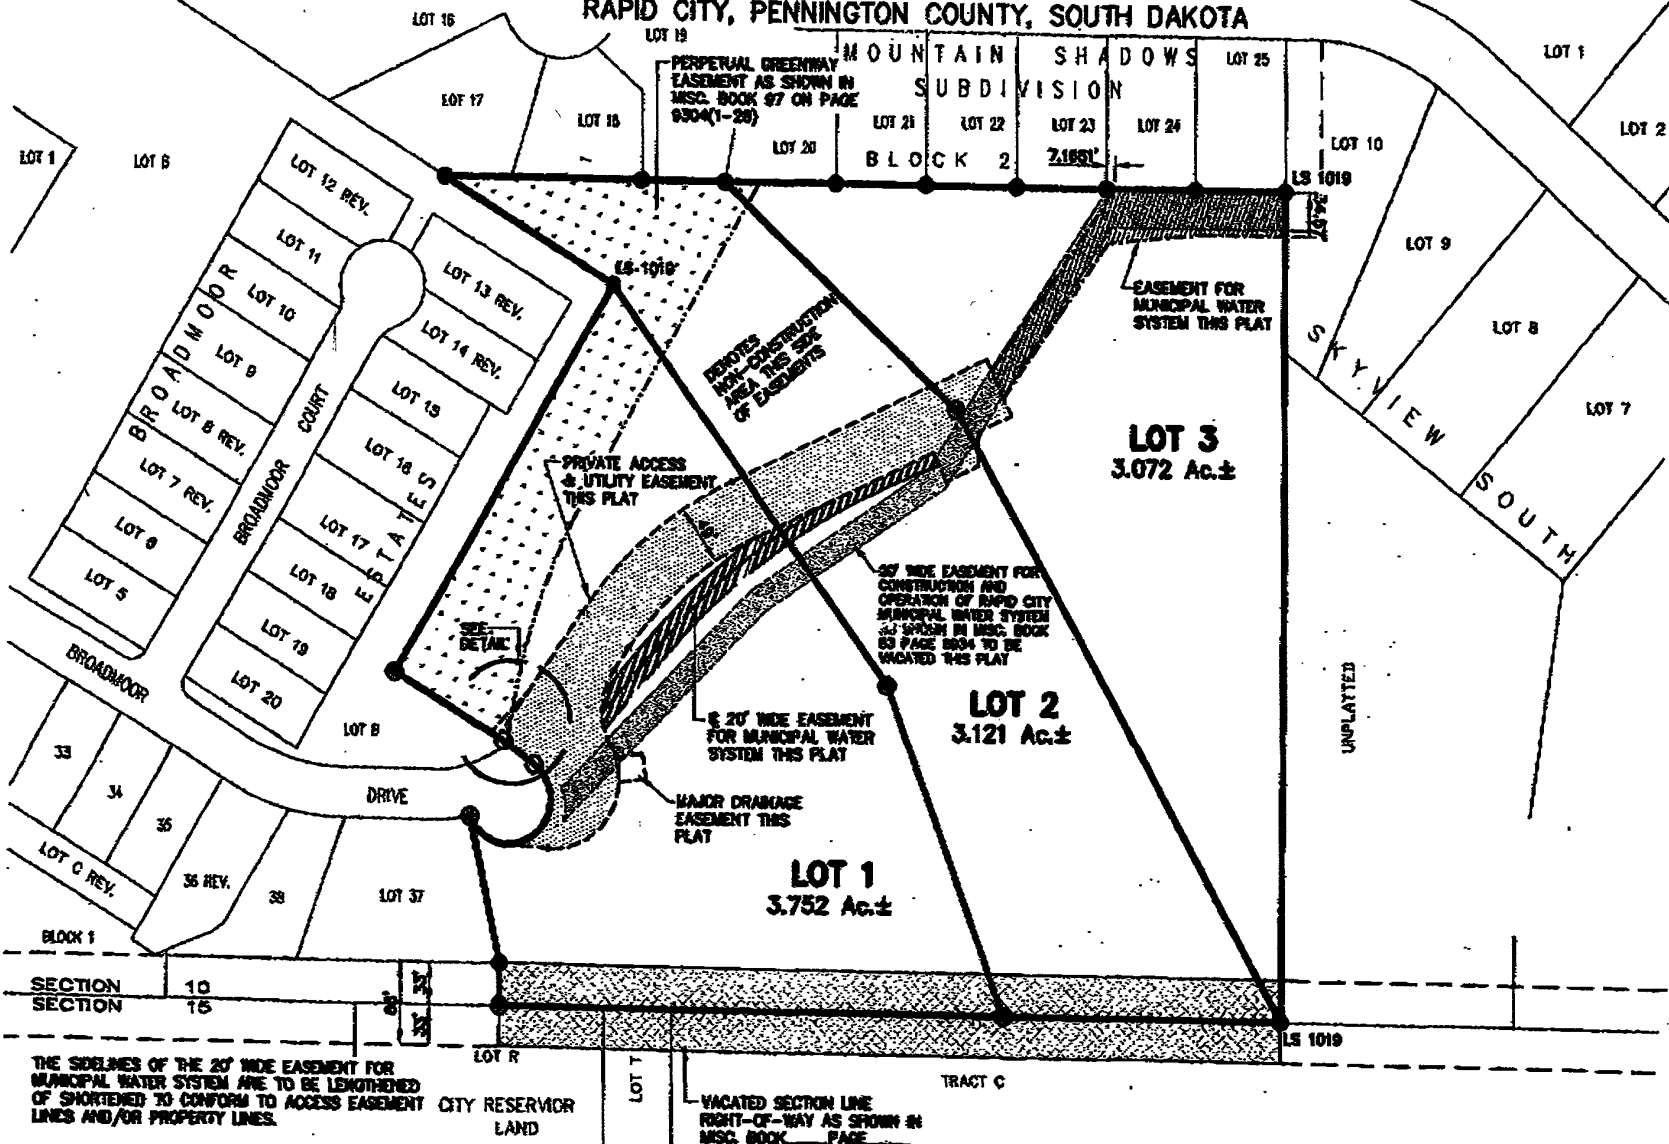 RAPID CITY, PENNINGTON COUNTY, SOUTH DAKOTA
LOT 16
LOT 19
MOUNTAIN SHADOWS
SUBDIVISION
LOT 25
LOT 1
LOT 17
LOT 18
PERPETUAL GREENWAY
EASEMENT AS SHOWN IN
MISC. BOOK 97 ON PAGE
LOT 20
LOT 21
LOT 22
LOT 23
LOT 24
BLOCK 2
LOT 10
LOT 2
LOT 1
LOT B
LS 1019
LOT 12 REV.
LOT 11
LOT 10
LOT 9
LOT 8 REV.
LOT 7 REV.
LOT 6
LOT 5
BROADMOOR
ESTATES
BROADMOOR
COURT
LOT 13 REV.
LOT 14 REV.
LOT 15
LOT 16
LOT 17
LOT 18
LOT 19
LOT 20
LS-1019
DENOTES
NON-CONSTRUCTION
AREA THIS SIDE
OF EASEMENTS
EASEMENT FOR
MUNICIPAL WATER
SYSTEM THIS PLAT
LOT 9
LOT 8
LOT 7
SKYVIEW SOUTH
LOT 3
3.072 Ac.±
PRIVATE ACCESS
& UTILITY EASEMENT
THIS PLAT
WIDE EASEMENT FOR
CONSTRUCTION AND
OPERATION OF RAPID CITY
MUNICIPAL WATER SYSTEM
AS SHOWN IN MISC. BOOK
TO BE
VACATED THIS PLAT
SEE
DETAIL
LOT 2
3.121 Ac.±
UNPLATTED
20' WIDE EASEMENT
FOR MUNICIPAL WATER
SYSTEM THIS PLAT
MAJOR DRAINAGE
EASEMENT THIS
PLAT
BROADMOOR
DRIVE
LOT B
33
34
35
36 REV.
38
LOT 37
LOT C REV.
BLOCK 1
LOT 1
3.752 Ac.±
SECTION 10
SECTION 15
33'
33'
LS 1019
LOT R
LOT T
TRACT C
THE SIDELINES OF THE 20' WIDE EASEMENT FOR
MUNICIPAL WATER SYSTEM ARE TO BE LENGTHENED
OF SHORTENED TO CONFORM TO ACCESS EASEMENT
LINES AND/OR PROPERTY LINES.
CITY RESERVIOR
LAND
VACATED SECTION LINE
RIGHT-OF-WAY AS SHOWN IN
MISC. BOOK____PAGE____